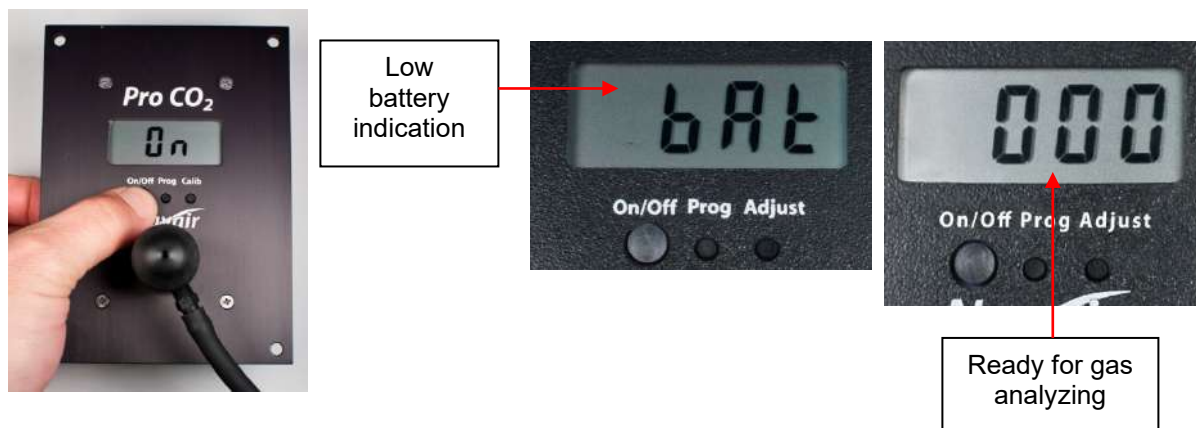 Pro CO₂
On
On/Off Prog Calib
Low
battery
indication
bAt
On/Off Prog Adjust
000
On/Off Prog Adjust
Ready for gas
analyzing